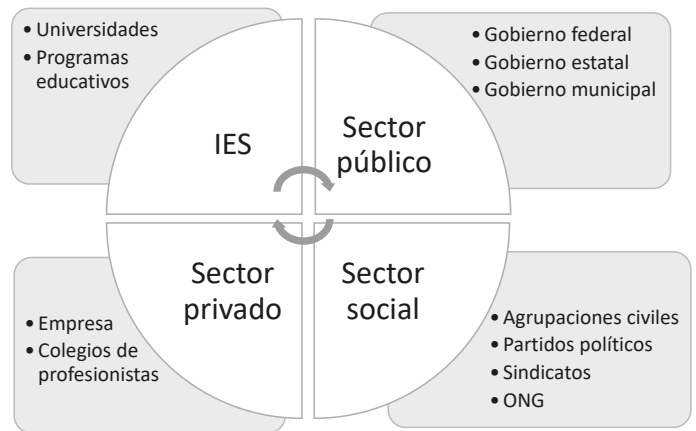 • Universidades
• Programas
educativos
• Gobierno federal
• Gobierno estatal
• Gobierno municipal
IES
Sector
público
Sector
privado
Sector
social
• Empresa
• Colegios de
profesionistas
• Agrupaciones civiles
• Partidos políticos
• Sindicatos
• ONG